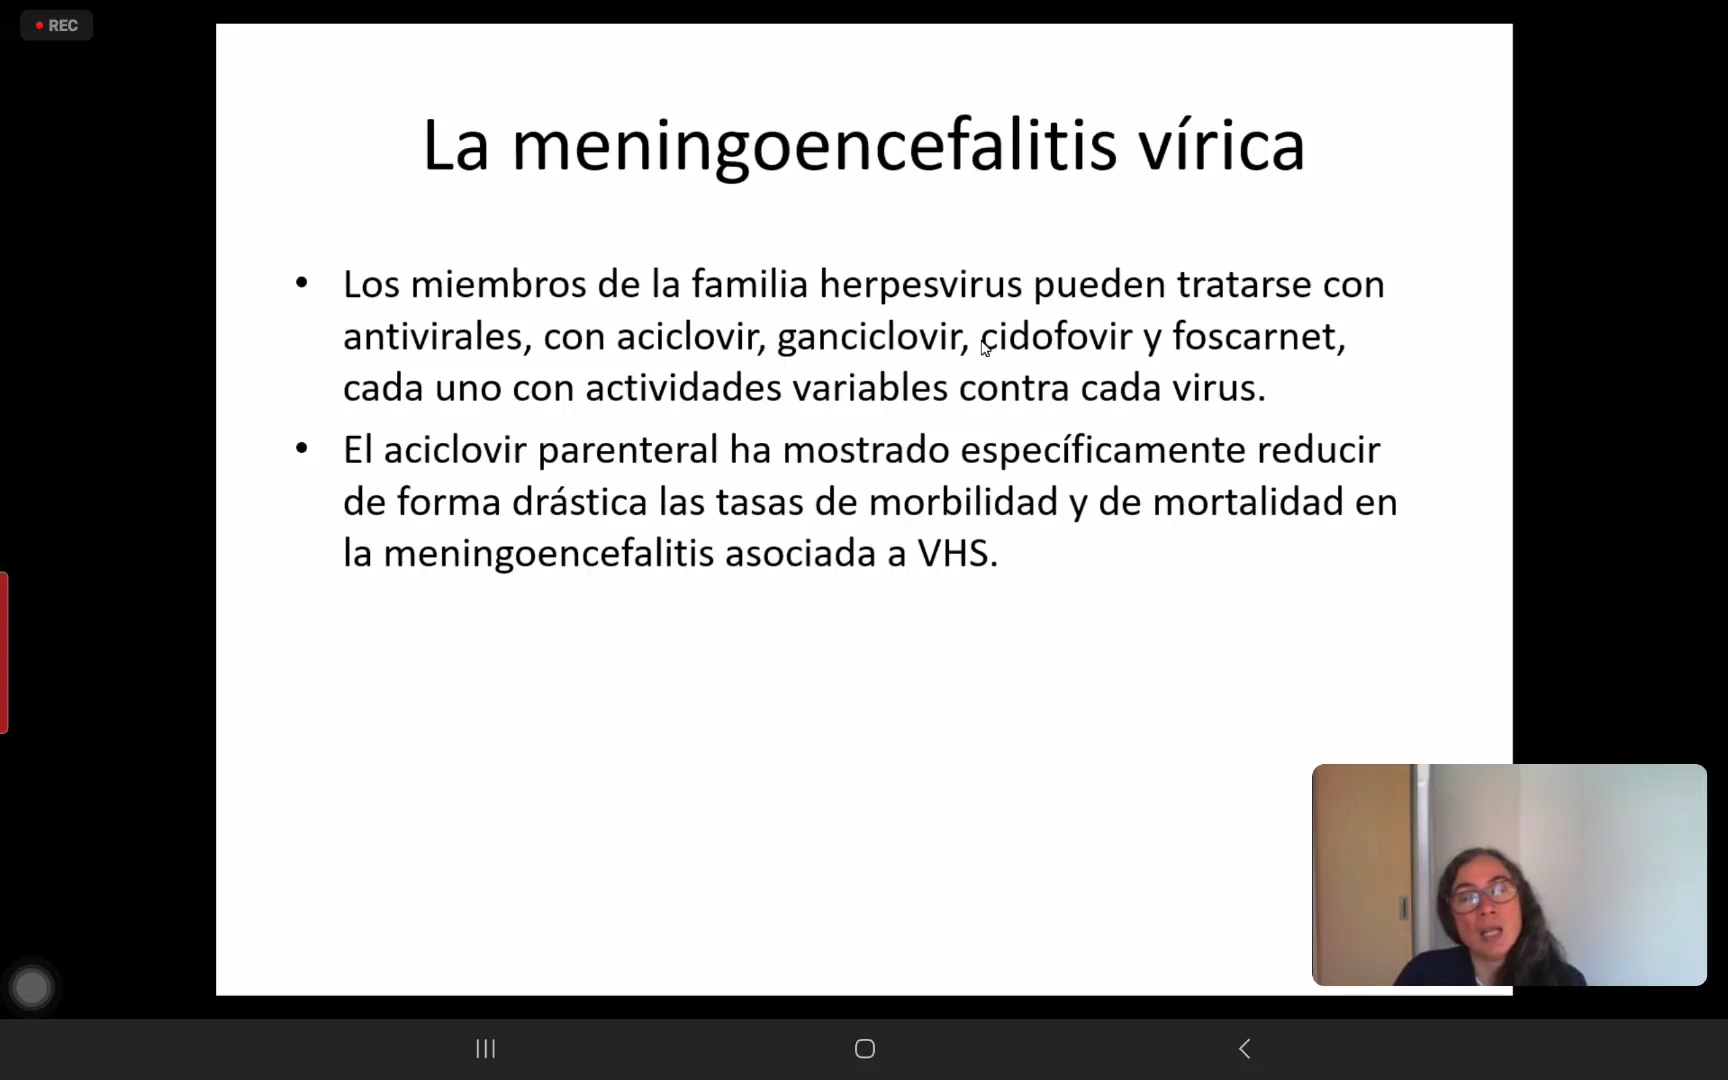 REC
La meningoencefalitis vírica
• Los miembros de la familia herpesvirus pueden tratarse con
antivirales, con aciclovir, ganciclovir, cidofovir y foscarnet,
cada uno con actividades variables contra cada virus.
• El aciclovir parenteral ha mostrado específicamente reducir
de forma drástica las tasas de morbilidad y de mortalidad en
la meningoencefalitis asociada a VHS.